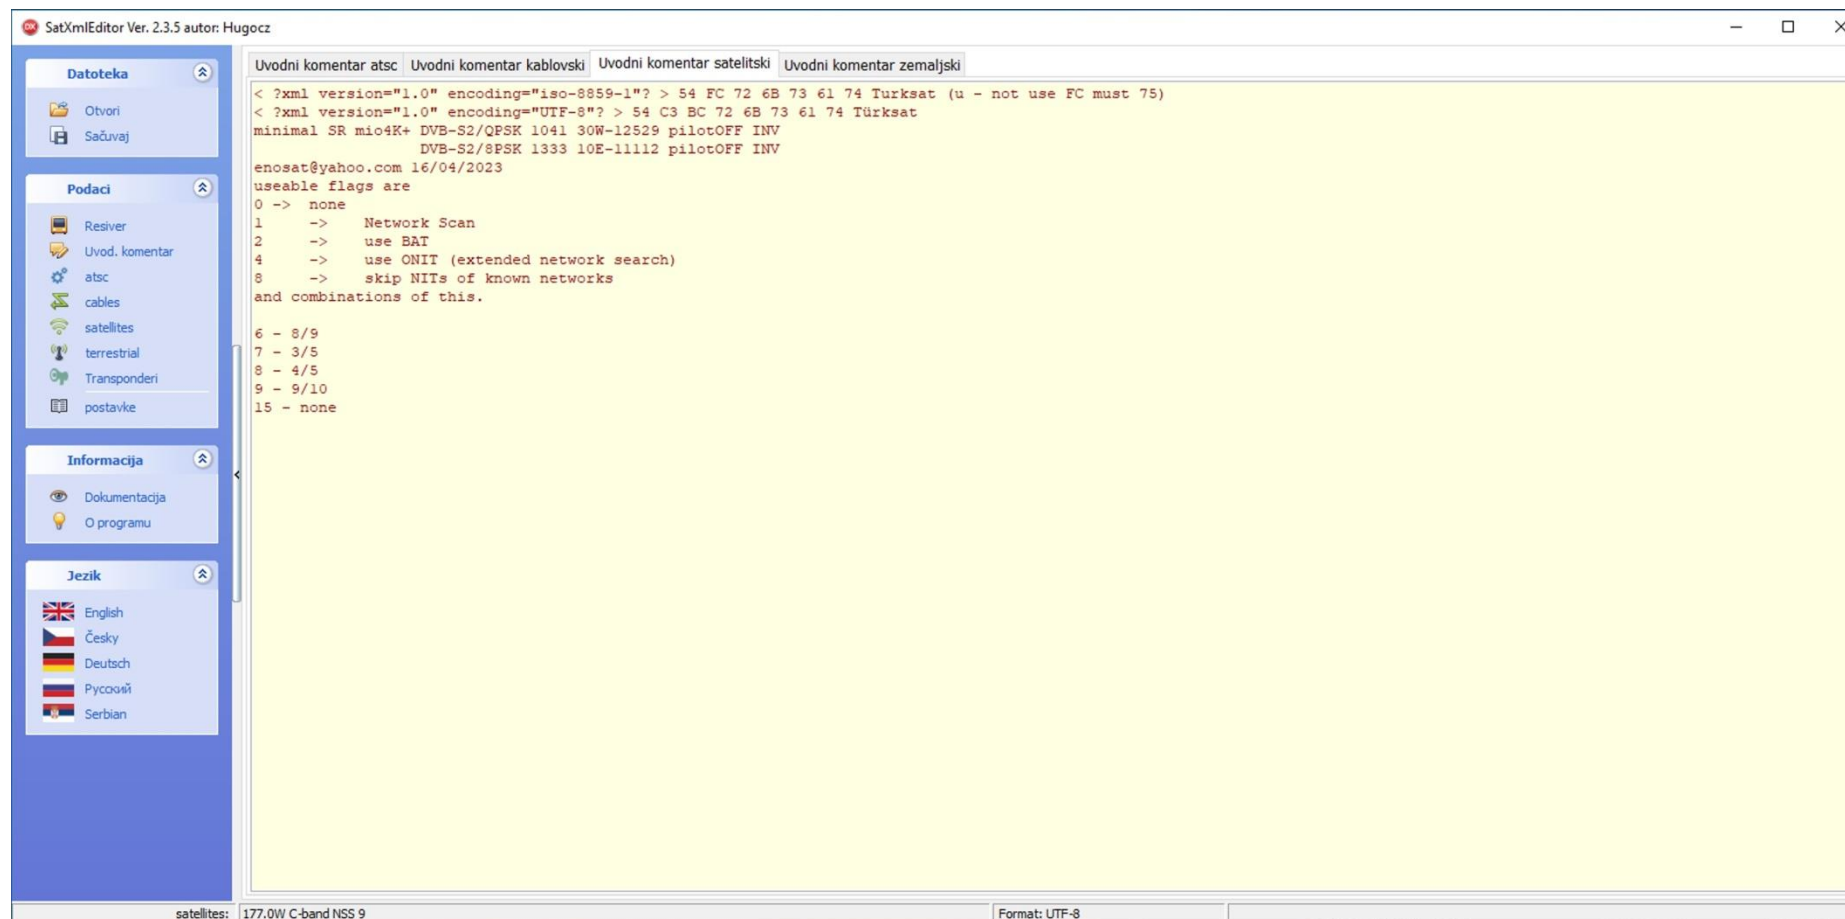 SatXmlEditor Ver. 2.3.5 autor: Hugocz
Datoteka
Otvori
Sačuvaj
Podaci
Resiver
Uvod. komentar
atsc
cables
satellites
terrestrial
Transponderi
postavke
Informacija
Dokumentacija
O programu
Jezik
English
Česky
Deutsch
Русский
Serbian
Uvodni komentar atsc Uvodni komentar kablovski Uvodni komentar satelitski Uvodni komentar zemaljski
< ?xml version="1.0" encoding="iso-8859-1"? > 54 FC 72 6B 73 61 74 Turksat (u - not use FC must 75)
< ?xml version="1.0" encoding="UTF-8"? > 54 C3 BC 72 6B 73 61 74 Türksat
minimal SR mio4K+ DVB-S2/QPSK 1041 30W-12529 pilotOFF INV
DVB-S2/8PSK 1333 10E-11112 pilotOFF INV
enosat@yahoo.com 16/04/2023
useable flags are
0 -> none
1 -> Network Scan
2 -> use BAT
4 -> use ONIT (extended network search)
8 -> skip NITs of known networks
and combinations of this.
6 - 8/9
7 - 3/5
8 - 4/5
9 - 9/10
15 - none
satellites: 177.0W C-band NSS 9 Format: UTF-8